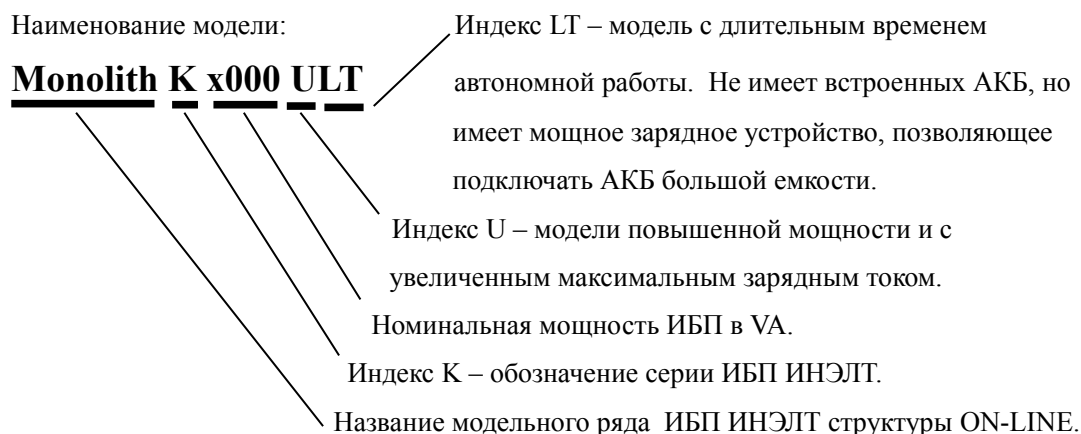 Наименование модели:
Индекс LT – модель с длительным временем
Monolith K x000 ULT
автономной работы. Не имеет встроенных АКБ, но
имеет мощное зарядное устройство, позволяющее
подключать АКБ большой емкости.
Индекс U – модели повышенной мощности и с
увеличенным максимальным зарядным током.
Номинальная мощность ИБП в VA.
Индекс K – обозначение серии ИБП ИНЭЛТ.
Название модельного ряда ИБП ИНЭЛТ структуры ON-LINE.